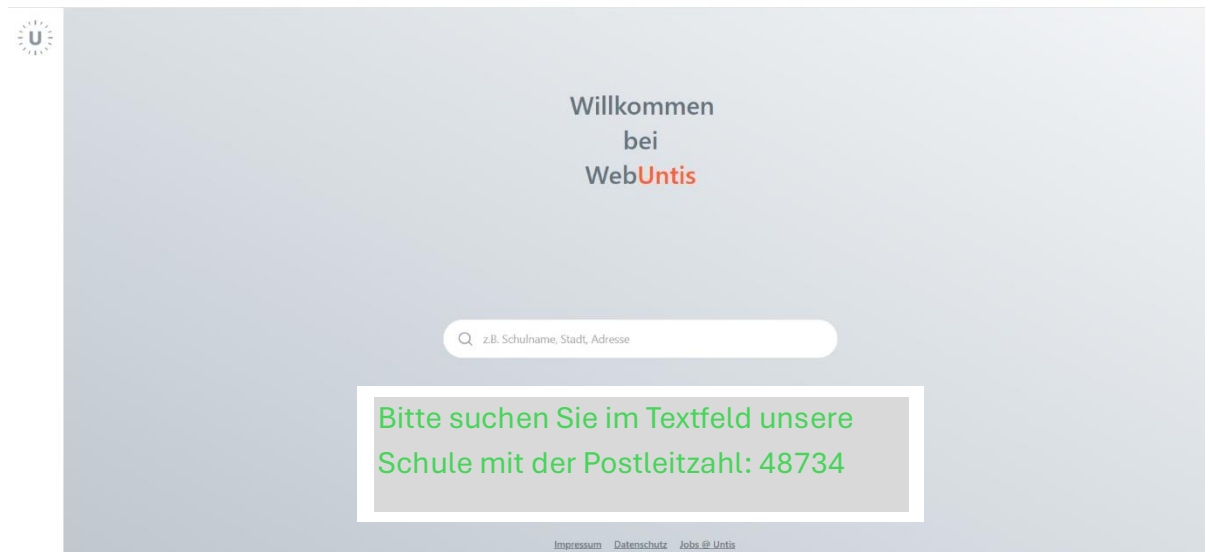 U
Willkommen
bei
WebUntis
z.B. Schulname, Stadt, Adresse
Bitte suchen Sie im Textfeld unsere
Schule mit der Postleitzahl: 48734
Impressum Datenschutz Jobs @ Untis